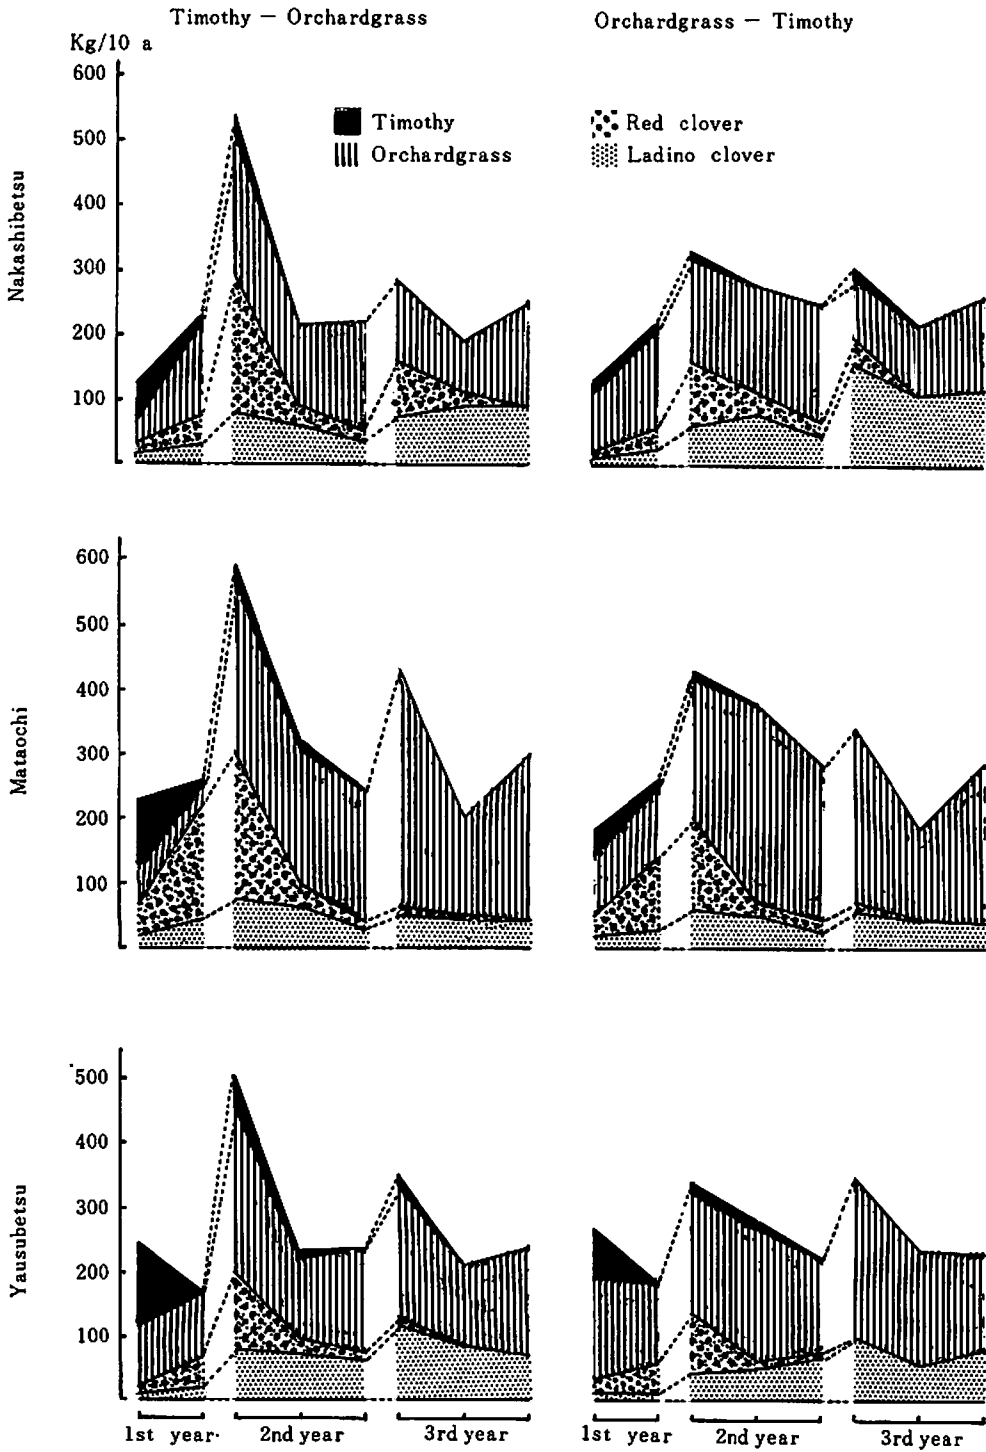 Timothy — Orchardgrass
Orchardgrass — Timothy
Kg/10 a
600
500
400
300
200
100
Nakashibetsu
Timothy
Orchardgrass
Red clover
Ladino clover
600
500
400
300
200
100
Mataochi
500
400
300
200
100
Yausubetsu
1st year
2nd year
3rd year
1st year
2nd year
3rd year